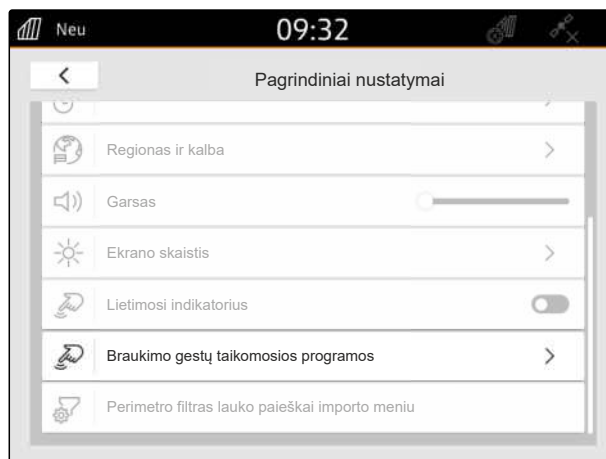 Neu 09:32
Pagrindiniai nustatymai
Regionas ir kalba
Garsas
Ekrano skaistis
Lietimosi indikatorius
Braukimo gestų taikomosios programos
Perimetro filtras lauko paieškai importo meniu